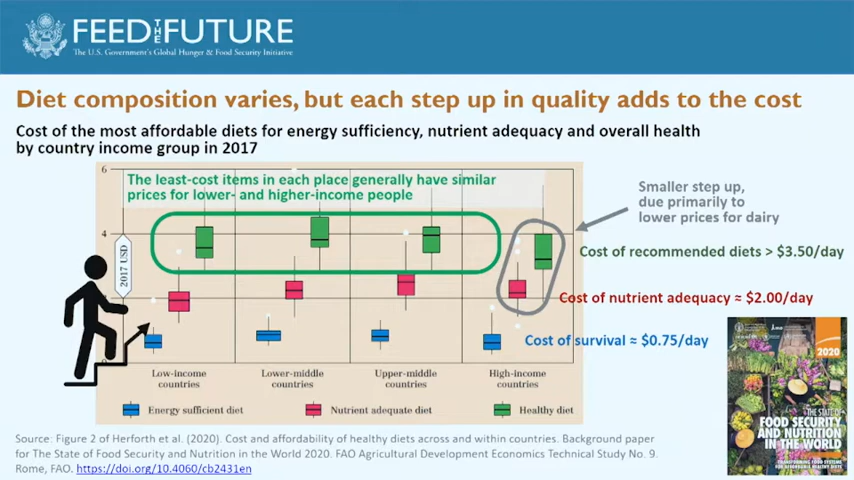 FEED THE FUTURE
The U.S. Government's Global Hunger & Food Security Initiative
Diet composition varies, but each step up in quality adds to the cost
Cost of the most affordable diets for energy sufficiency, nutrient adequacy and overall health
by country income group in 2017
6
The least-cost items in each place generally have similar
prices for lower- and higher-income people
Smaller step up,
due primarily to
lower prices for dairy
4
2017 USD
Cost of recommended diets > $3.50/day
Cost of nutrient adequacy ≈ $2.00/day
Cost of survival ≈ $0.75/day
Low-income
countries
Lower-middle
countries
Upper-middle
countries
High-income
countries
Energy sufficient diet
Nutrient adequate diet
Healthy diet
2020
THE STATE OF
FOOD SECURITY
AND NUTRITION
IN THE WORLD
TRANSFORMING FOOD SYSTEMS
FOR AFFORDABLE HEALTHY DIETS
Source: Figure 2 of Herforth et al. (2020). Cost and affordability of healthy diets across and within countries. Background paper
for The State of Food Security and Nutrition in the World 2020. FAO Agricultural Development Economics Technical Study No. 9.
Rome, FAO. https://doi.org/10.4060/cb2431en